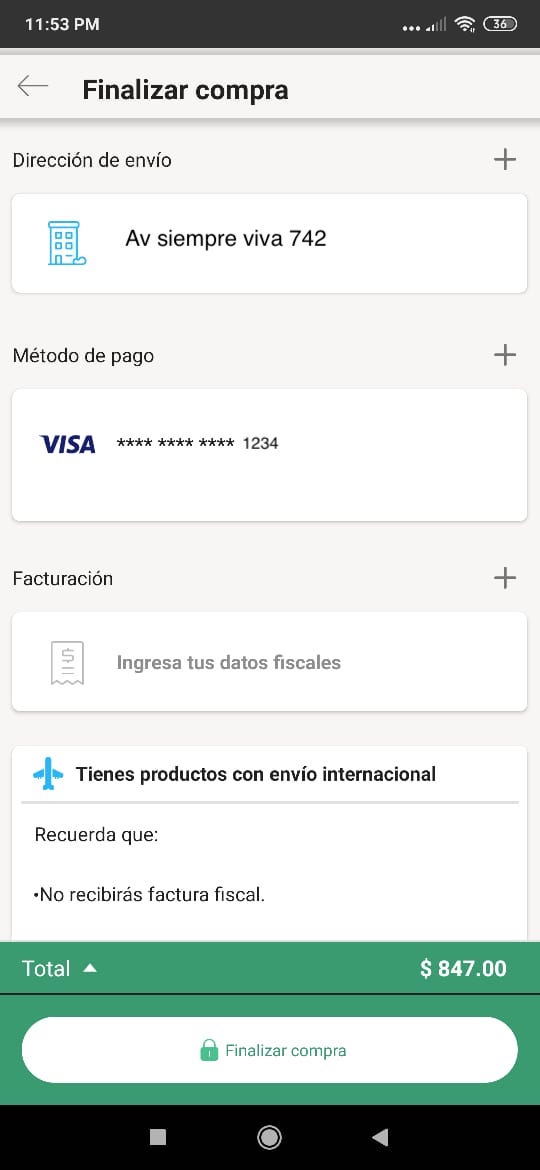 11:53 PM
36
Finalizar compra
Dirección de envío
Av siempre viva 742
Método de pago
VISA **** **** **** 1234
Facturación
Ingresa tus datos fiscales
Tienes productos con envío internacional
Recuerda que:
•No recibirás factura fiscal.
Total $ 847.00
Finalizar compra